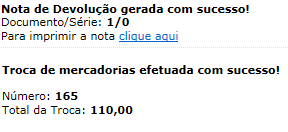 Nota de Devolução gerada com sucesso!
Documento/Série: 1/0
Para imprimir a nota clique aqui
Troca de mercadorias efetuada com sucesso!
Número: 165
Total da Troca: 110,00